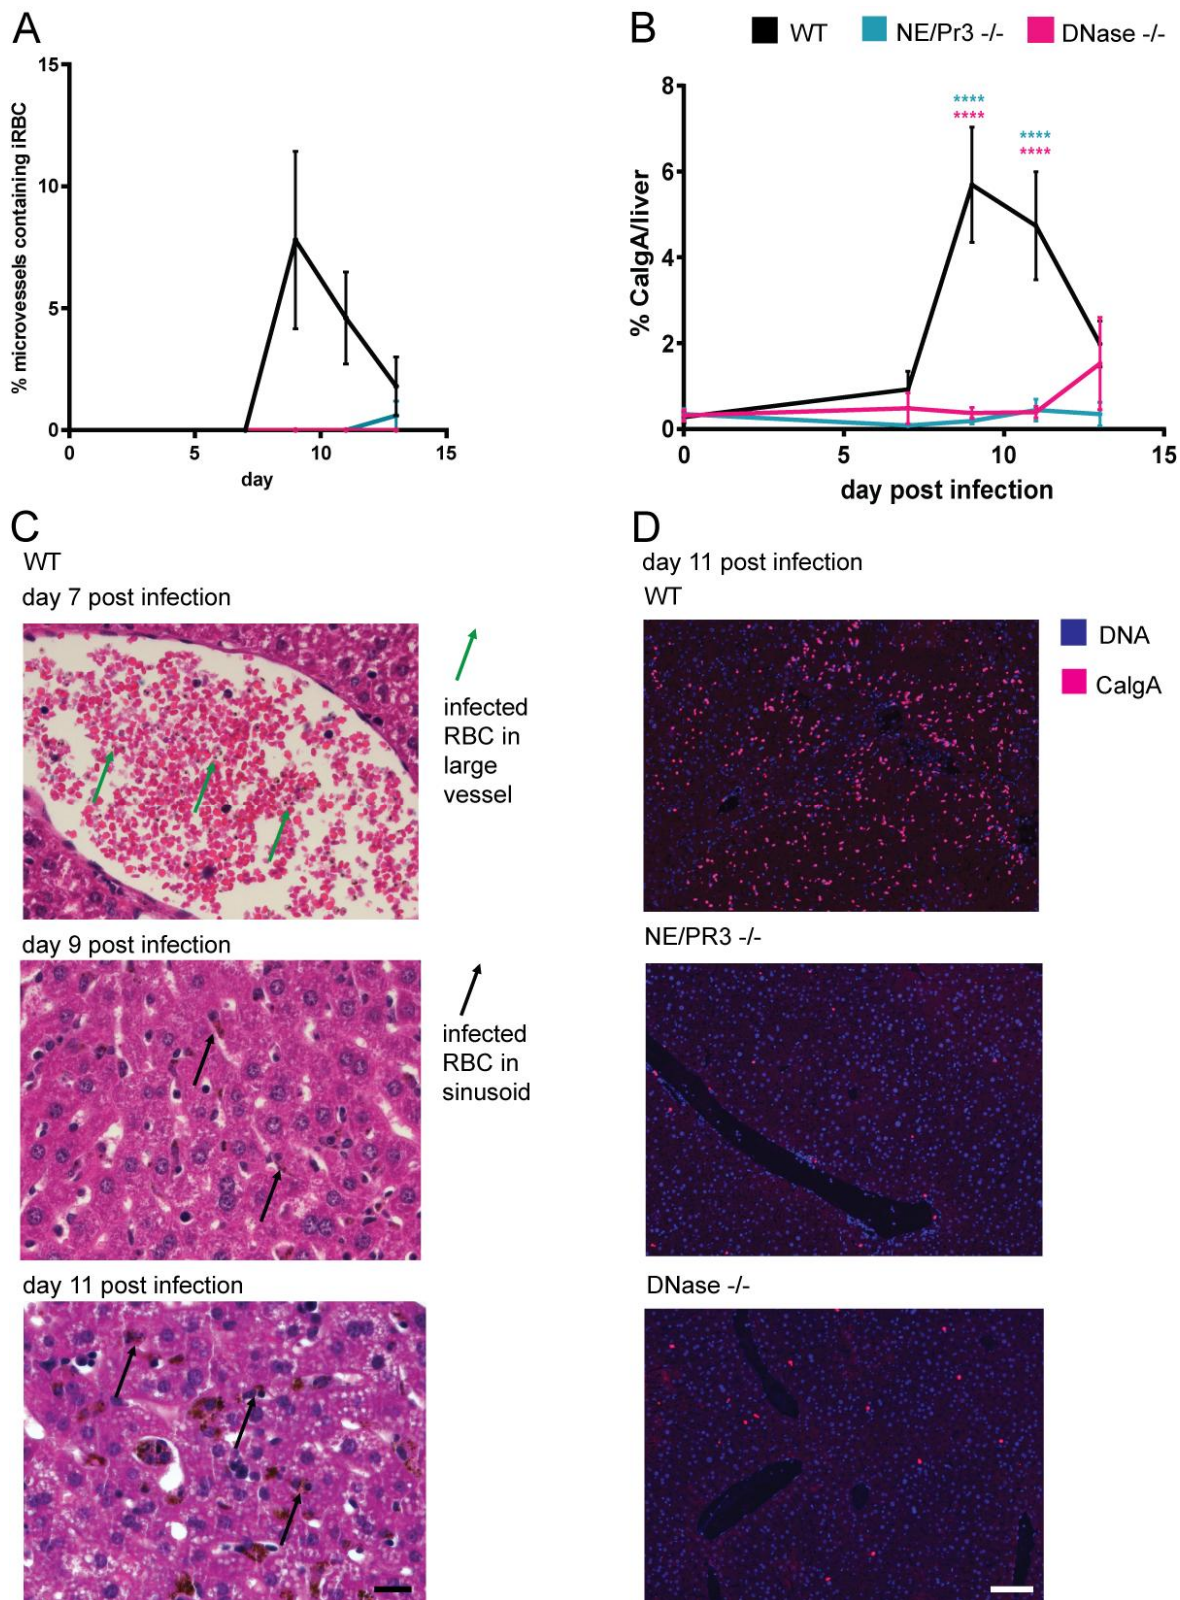 A
15
10
5
0
% microvessels containing iRBC
0 5 10 15
day
B
WT NE/Pr3 -/- DNase -/-
8
6
4
2
0
% CalgA/liver
****
****
****
****
0 5 10 15
day post infection
C
WT
day 7 post infection
infected
RBC in
large
vessel
day 9 post infection
infected
RBC in
sinusoid
day 11 post infection
D
day 11 post infection
WT
DNA
CalgA
NE/PR3 -/-
DNase -/-